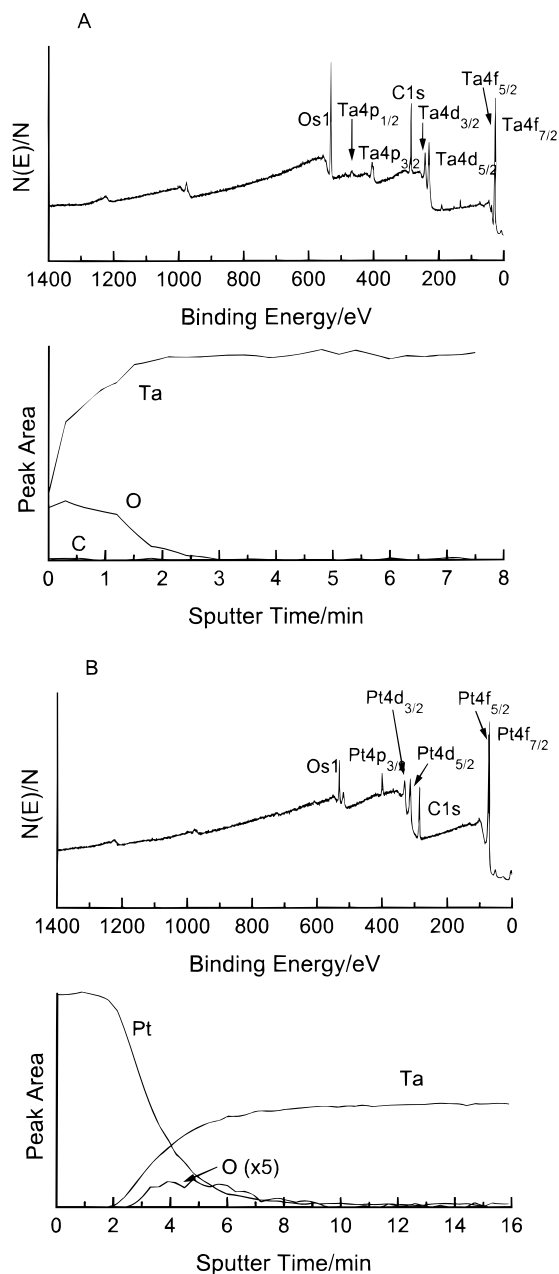 A
Os1
Ta4p1/2
C1s
Ta4d3/2
Ta4f5/2
Ta4f7/2
Ta4p3/2
Ta4d5/2
N(E)/N
1400 1200 1000 800 600 400 200 0
Binding Energy/eV
Peak Area
Ta
O
C
0 1 2 3 4 5 6 7 8
Sputter Time/min
B
Pt4d3/2
Pt4f5/2
Os1
Pt4p3/2
Pt4d5/2
Pt4f7/2
C1s
N(E)/N
1400 1200 1000 800 600 400 200 0
Binding Energy/eV
Peak Area
Pt
Ta
O (x5)
0 2 4 6 8 10 12 14 16
Sputter Time/min